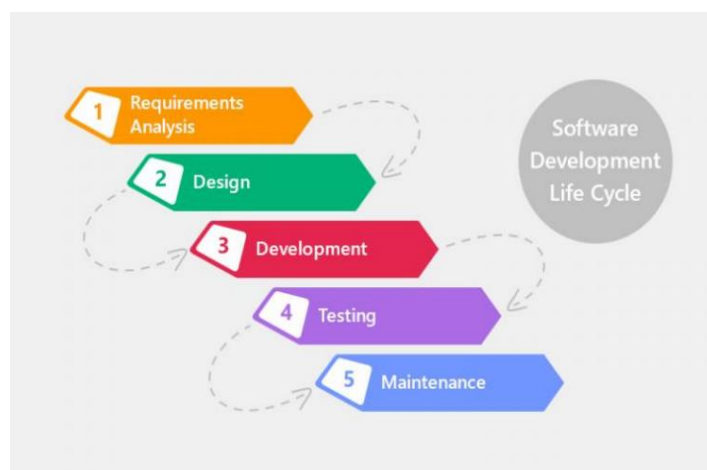 1
Requirements
Analysis
2
Design
3
Development
4
Testing
5
Maintenance
Software
Development
Life Cycle